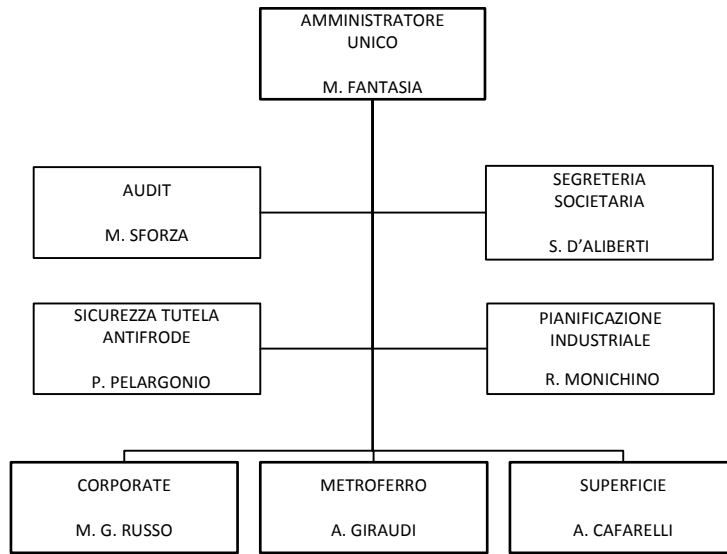 AMMINISTRATORE
UNICO
M. FANTASIA
AUDIT
M. SFORZA
SEGRETERIA
SOCIETARIA
S. D'ALIBERTI
SICUREZZA TUTELA
ANTIFRODE
P. PELARGONIO
PIANIFICAZIONE
INDUSTRIALE
R. MONICHINO
CORPORATE
M. G. RUSSO
METROFERRO
A. GIRAUDI
SUPERFICIE
A. CAFARELLI